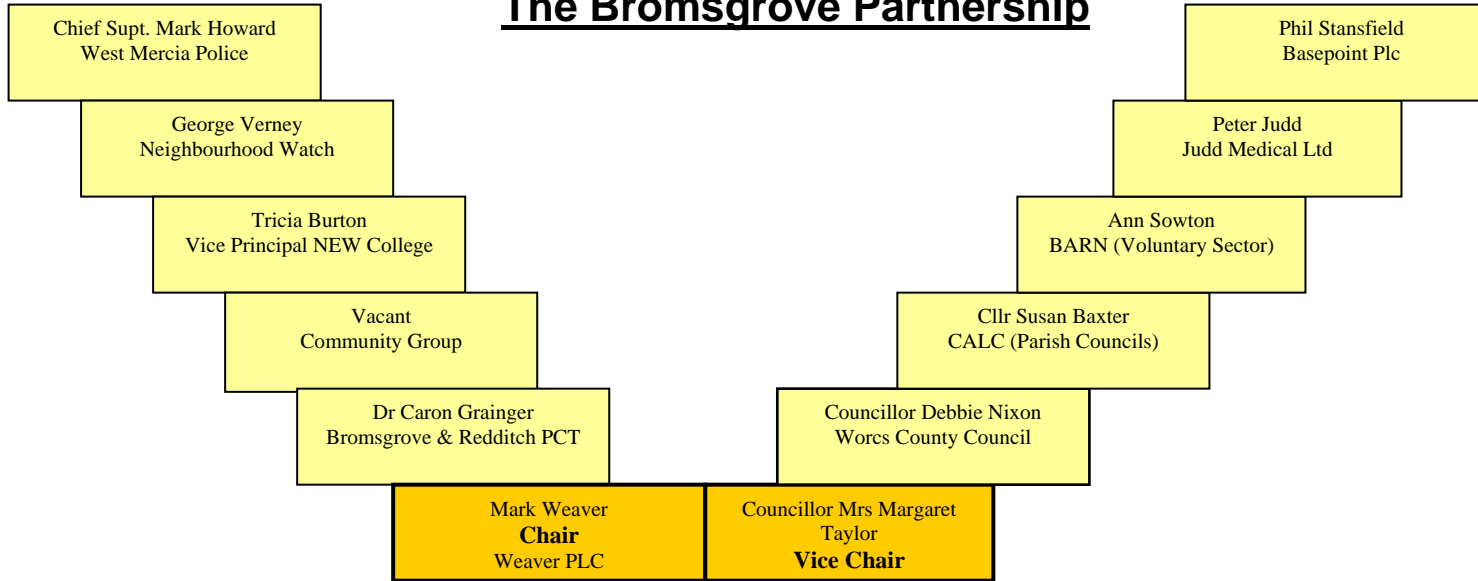 The Bromsgrove Partnership
Chief Supt. Mark Howard
West Mercia Police
Phil Stansfield
Basepoint Plc
George Verney
Neighbourhood Watch
Peter Judd
Judd Medical Ltd
Tricia Burton
Vice Principal NEW College
Ann Sowton
BARN (Voluntary Sector)
Vacant
Community Group
Cllr Susan Baxter
CALC (Parish Councils)
Dr Caron Grainger
Bromsgrove & Redditch PCT
Councillor Debbie Nixon
Worcs County Council
Mark Weaver
Chair
Weaver PLC
Councillor Mrs Margaret
Taylor
Vice Chair